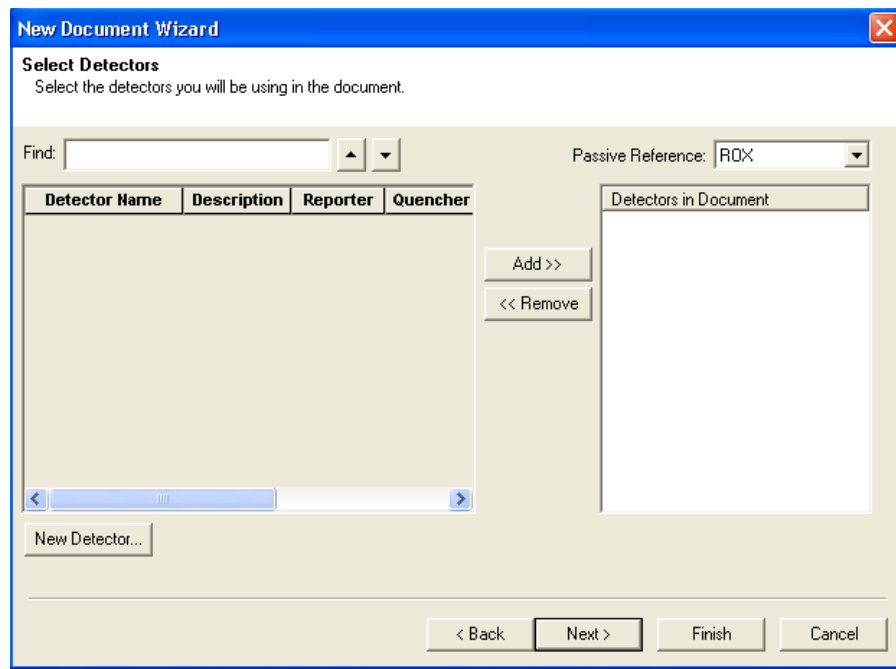 New Document Wizard
Select Detectors
Select the detectors you will be using in the document.
Find:
Passive Reference: ROX
Detector Name Description Reporter Quencher
Detectors in Document
Add >>
<< Remove
New Detector...
< Back Next > Finish Cancel